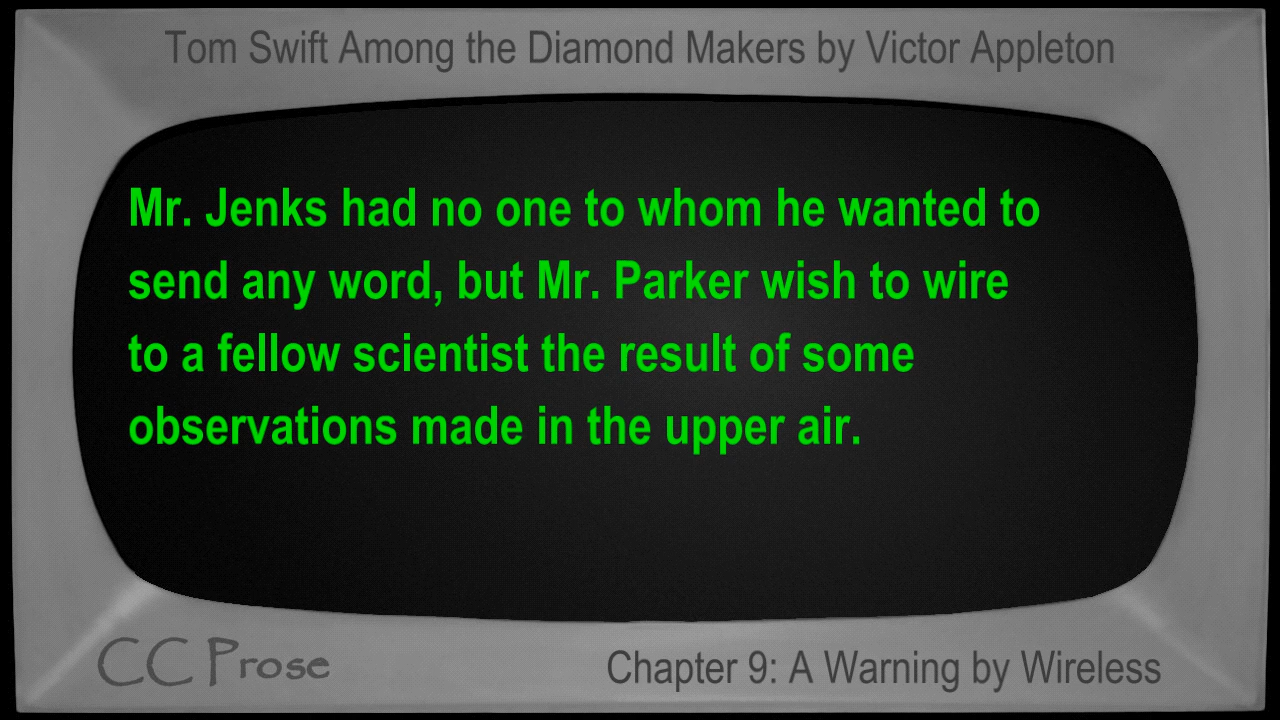 Tom Swift Among the Diamond Makers by Victor Appleton
Mr. Jenks had no one to whom he wanted to
send any word, but Mr. Parker wish to wire
to a fellow scientist the result of some
observations made in the upper air.
CC Prose
Chapter 9: A Warning by Wireless